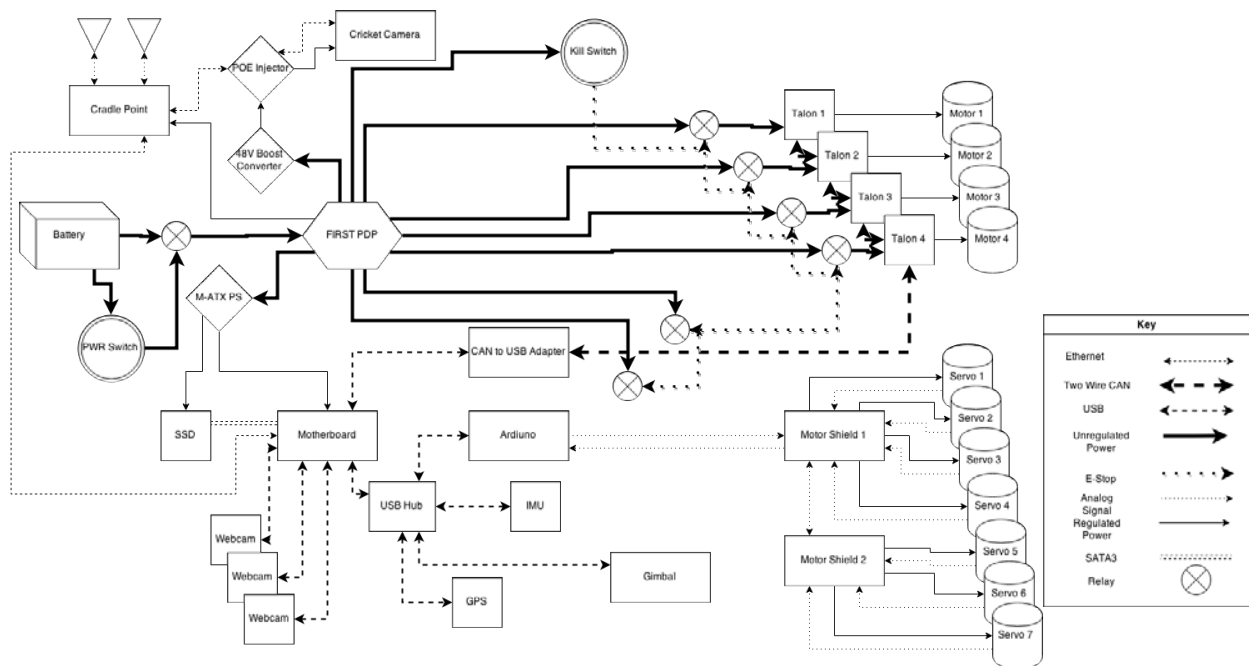 Cricket Camera
Kill Switch
POE Injector
Cradle Point
Talon 1
Motor 1
Talon 2
Motor 2
48V Boost
Converter
Talon 3
Motor 3
Battery
FIRST PDP
Talon 4
Motor 4
M-ATX PS
PWR Switch
CAN to USB Adapter
Servo 1
Servo 2
SSD
Motherboard
Ardiuno
Motor Shield 1
Servo 3
USB Hub
IMU
Servo 4
Webcam
Servo 5
Motor Shield 2
Webcam
Gimbal
Servo 6
GPS
Webcam
Servo 7
Key
Ethernet
Two Wire CAN
USB
Unregulated
Power
E-Stop
Analog
Signal
Regulated
Power
SATA3
Relay